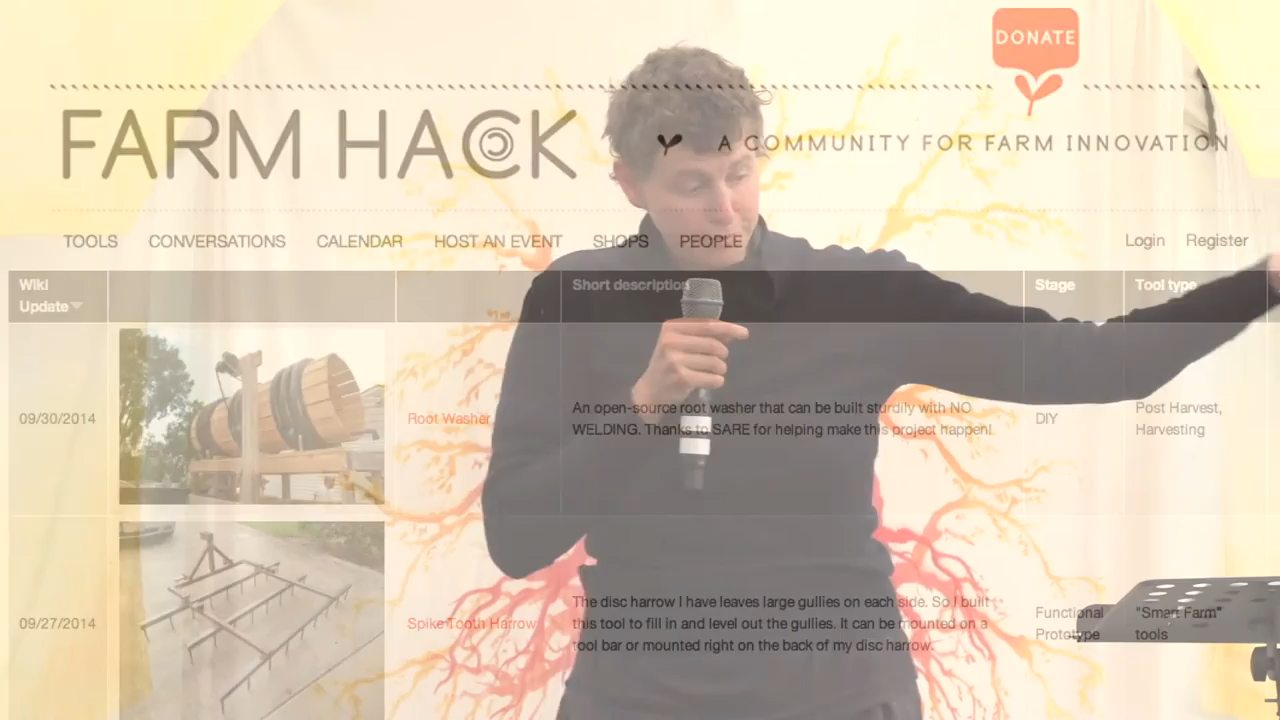 DONATE
FARM HACK
A COMMUNITY FOR FARM INNOVATION
TOOLS CONVERSATIONS CALENDAR HOST AN EVENT SHOPS PEOPLE Login Register
Wiki
Update
Short description
Stage
Tool type
09/30/2014
Root Washer
An open-source root washer that can be built sturdily with NO
WELDING. Thanks to SARE for helping make this project happen!
DIY
Post Harvest,
Harvesting
09/27/2014
Spike Tooth Harrow
The disc harrow I have leaves large gullies on each side. So I built
this tool to fill in and level out the gullies. It can be mounted on a
tool bar or mounted right on the back of my disc harrow.
Functional
Prototype
"Smart Farm"
tools